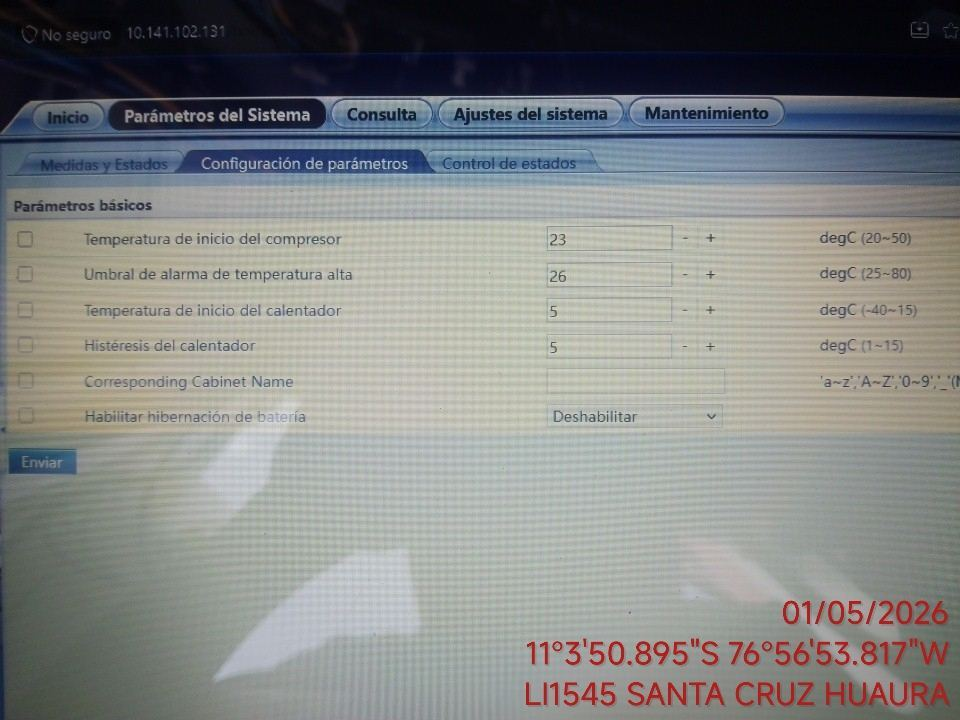 No seguro 10.141.102.131
Inicio Parámetros del Sistema Consulta Ajustes del sistema Mantenimiento
Medidas y Estados Configuración de parámetros Control de estados
Parámetros básicos
Temperatura de inicio del compresor 23 - + degC (20~50)
Umbral de alarma de temperatura alta 26 - + degC (25~80)
Temperatura de inicio del calentador 5 - + degC (-40~15)
Histéresis del calentador 5 - + degC (1~15)
Corresponding Cabinet Name 'a~z','A~Z','0~9','_'(
Habilitar hibernación de batería Deshabilitar
Enviar
01/05/2026
11°3'50.895"S 76°56'53.817"W
LI1545 SANTA CRUZ HUAURA